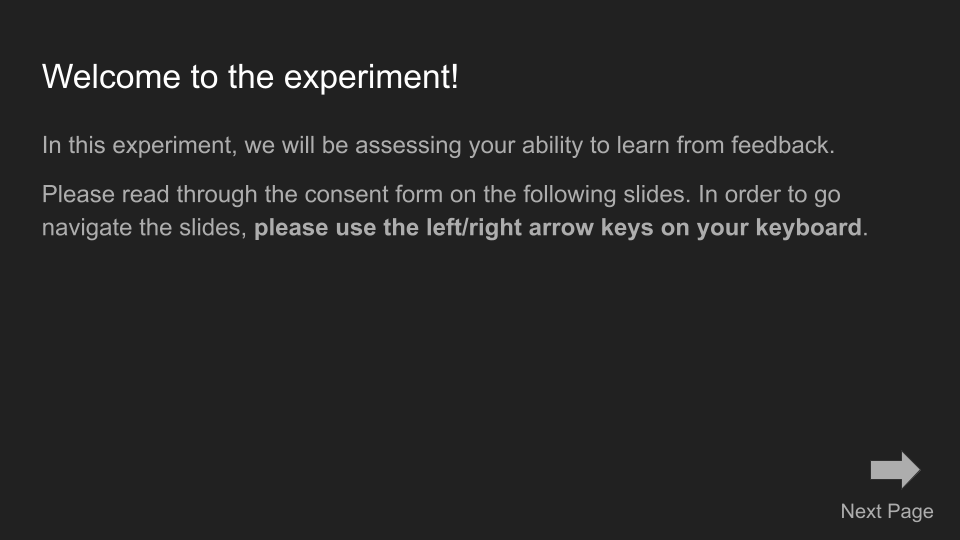 Welcome to the experiment!
In this experiment, we will be assessing your ability to learn from feedback.
Please read through the consent form on the following slides. In order to go
navigate the slides, please use the left/right arrow keys on your keyboard.
Next Page